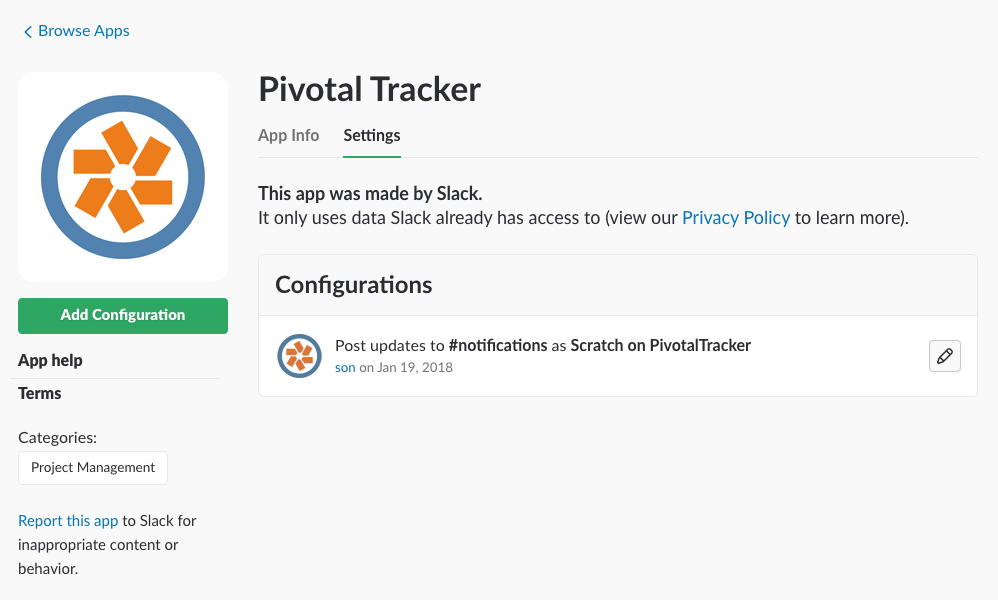 Browse Apps
Pivotal Tracker
App Info Settings
This app was made by Slack.
It only uses data Slack already has access to (view our Privacy Policy to learn more).
Configurations
Post updates to #notifications as Scratch on PivotalTracker
son on Jan 19, 2018
Add Configuration
App help
Terms
Categories:
Project Management
Report this app to Slack for
inappropriate content or
behavior.